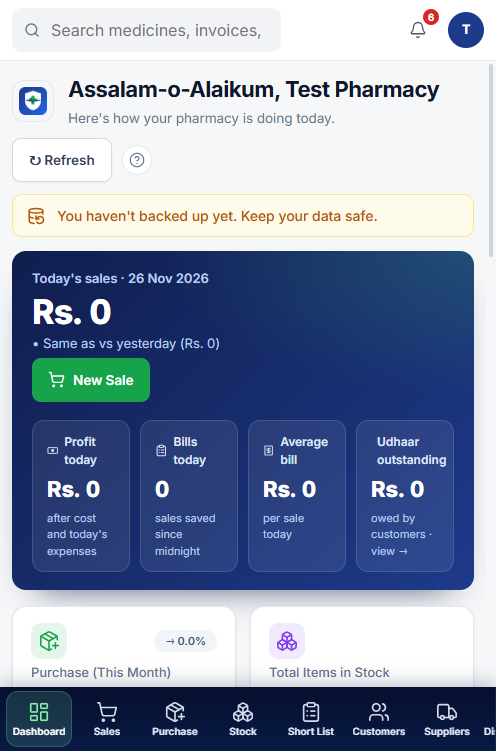 Search medicines, invoices,
6
T
Assalam-o-Alaikum, Test Pharmacy
Here's how your pharmacy is doing today.
↻ Refresh
?
You haven't backed up yet. Keep your data safe.
Today's sales · 26 Nov 2026
Rs. 0
• Same as vs yesterday (Rs. 0)
New Sale
Profit
today
Rs. 0
after cost
and today's
expenses
Bills
today
0
sales saved
since
midnight
Average
bill
Rs. 0
per sale
today
Udhaar
outstanding
Rs. 0
owed by
customers ·
view →
→ 0.0%
Purchase (This Month)
Total Items in Stock
Dashboard
Sales
Purchase
Stock
Short List
Customers
Suppliers